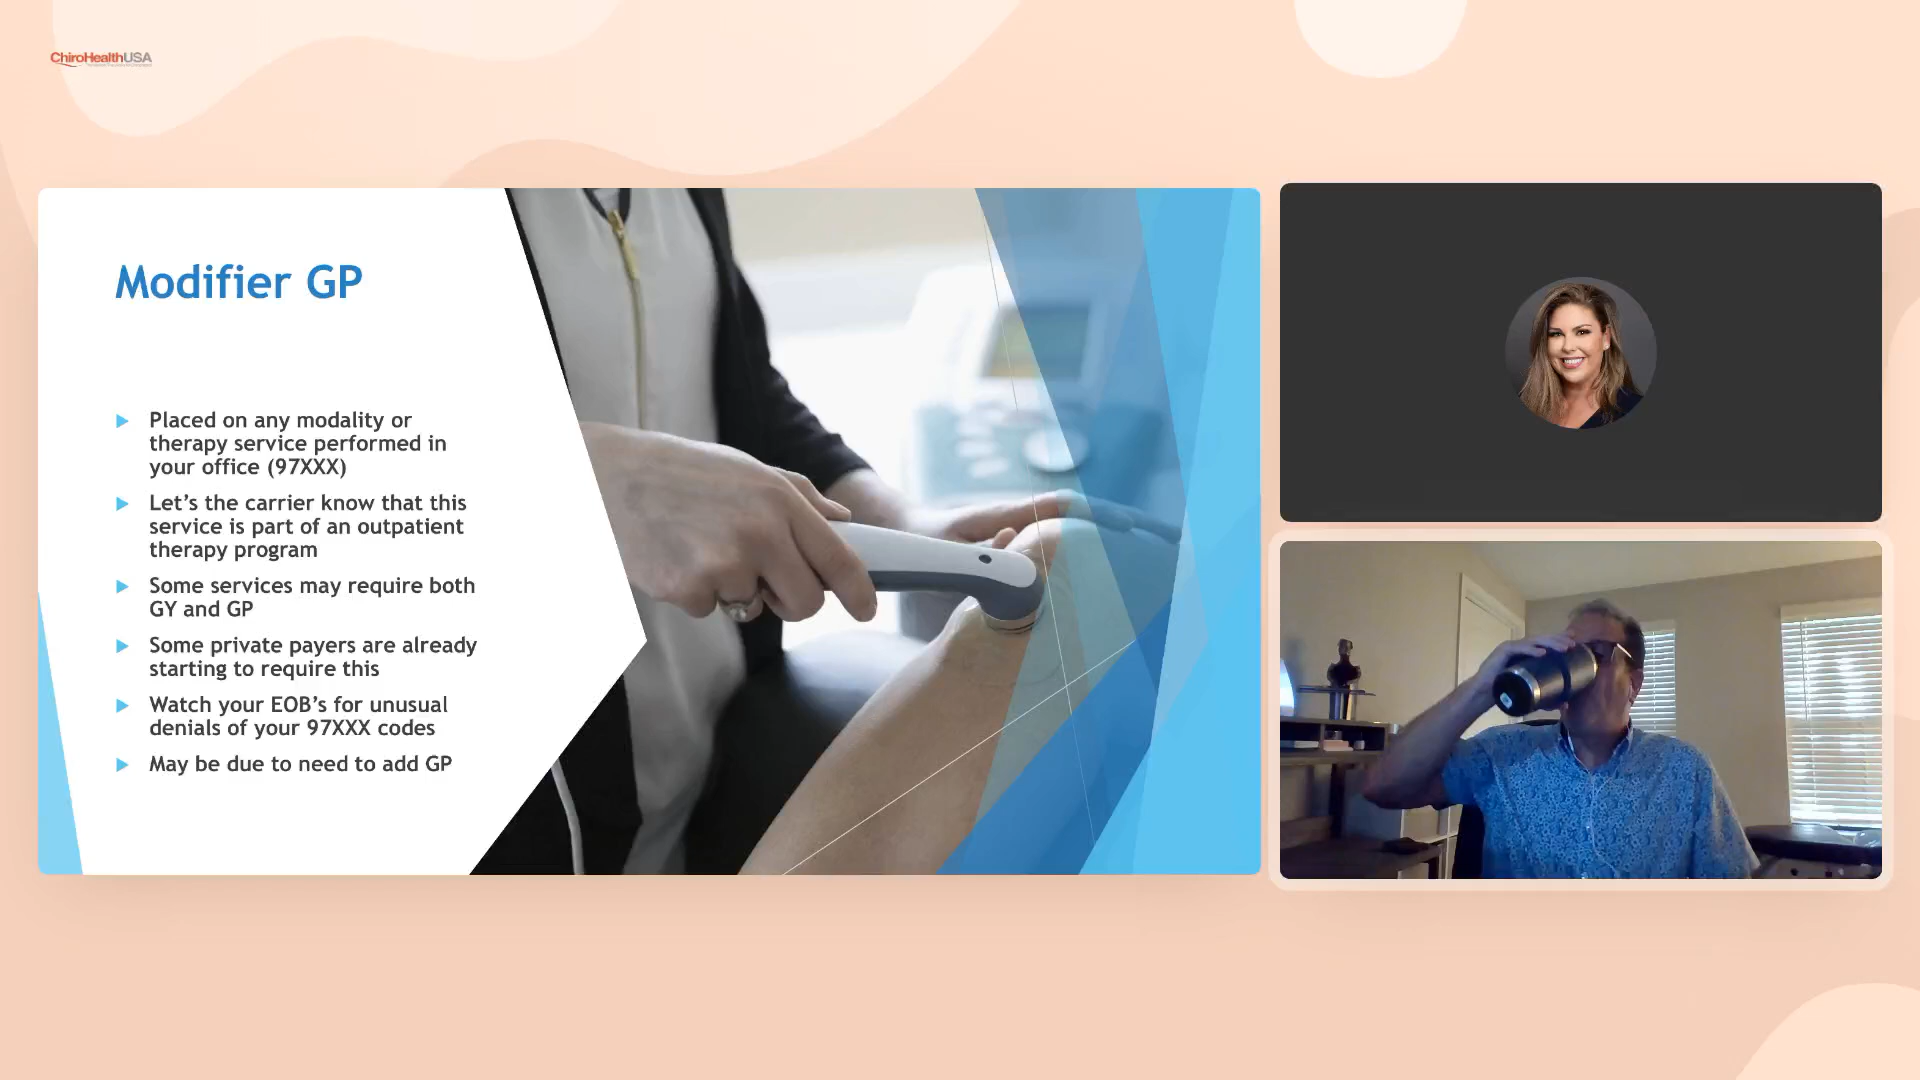 ChiroHealthUSA
Modifier GP
Placed on any modality or
therapy service performed in
your office (97XXX)
Let's the carrier know that this
service is part of an outpatient
therapy program
Some services may require both
GY and GP
Some private payers are already
starting to require this
Watch your EOB's for unusual
denials of your 97XXX codes
May be due to need to add GP